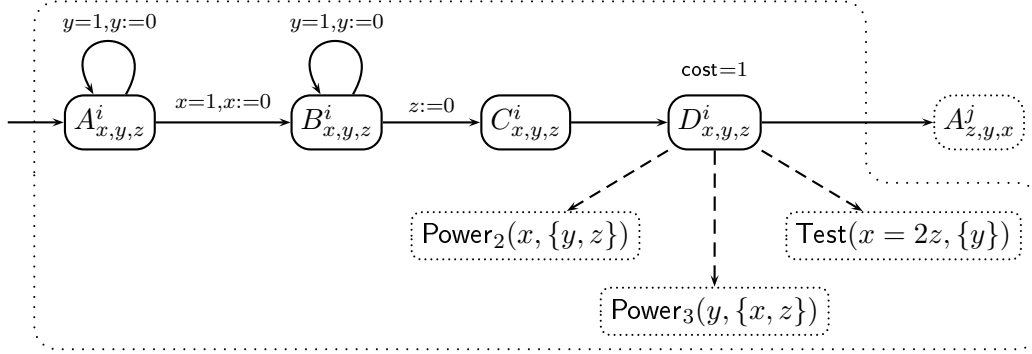 y=1,y:=0
y=1,y:=0
cost=1
A^i_{x,y,z}
x=1,x:=0
B^i_{x,y,z}
z:=0
C^i_{x,y,z}
D^i_{x,y,z}
A^j_{z,y,x}
Power_2(x, {y, z})
Test(x = 2z, {y})
Power_3(y, {x, z})